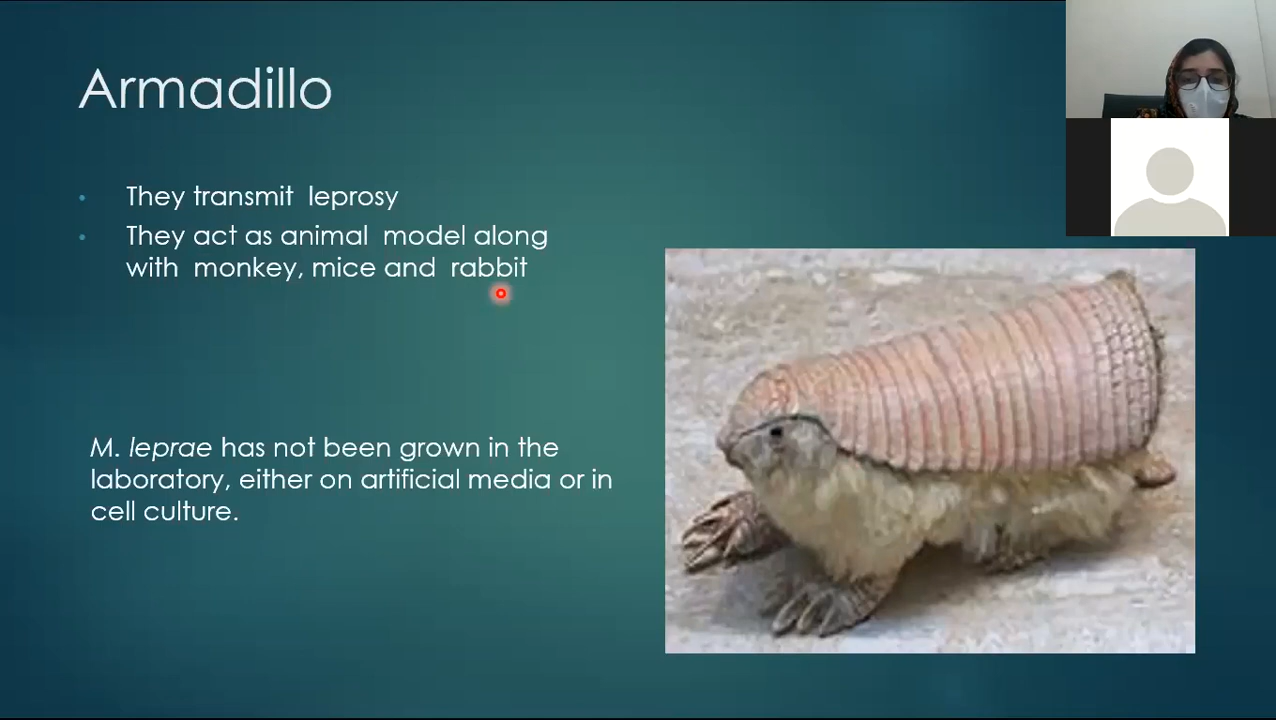 Armadillo
They transmit leprosy
They act as animal model along
with monkey, mice and rabbit
M. leprae has not been grown in the
laboratory, either on artificial media or in
cell culture.